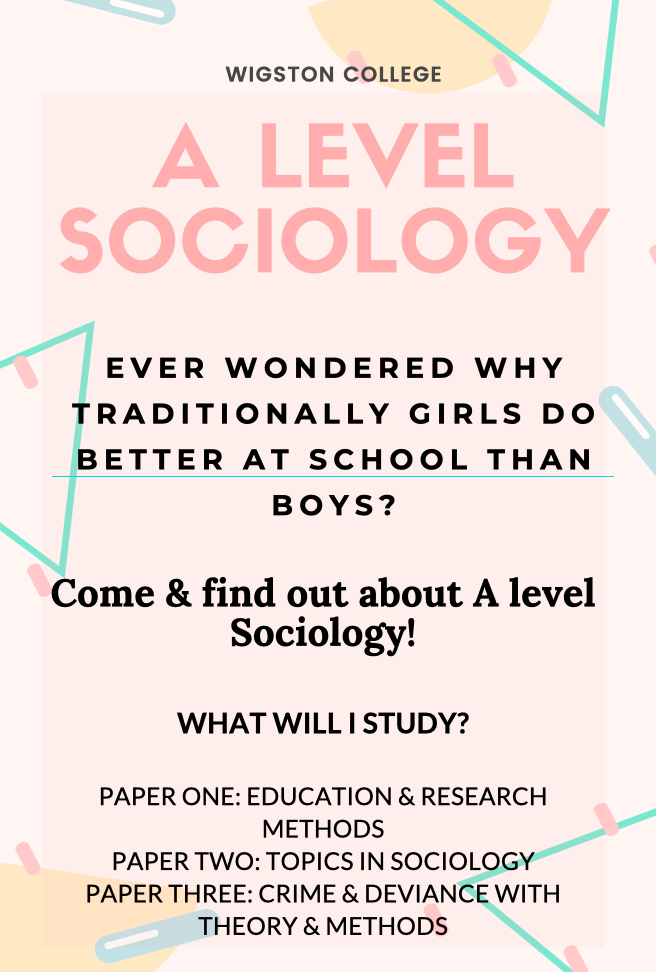 WIGSTON COLLEGE
A LEVEL
SOCIOLOGY
EVER WONDERED WHY
TRADITIONALLY GIRLS DO
BETTER AT SCHOOL THAN
BOYS?
Come & find out about A level
Sociology!
WHAT WILL I STUDY?
PAPER ONE: EDUCATION & RESEARCH
METHODS
PAPER TWO: TOPICS IN SOCIOLOGY
PAPER THREE: CRIME & DEVIANCE WITH
THEORY & METHODS